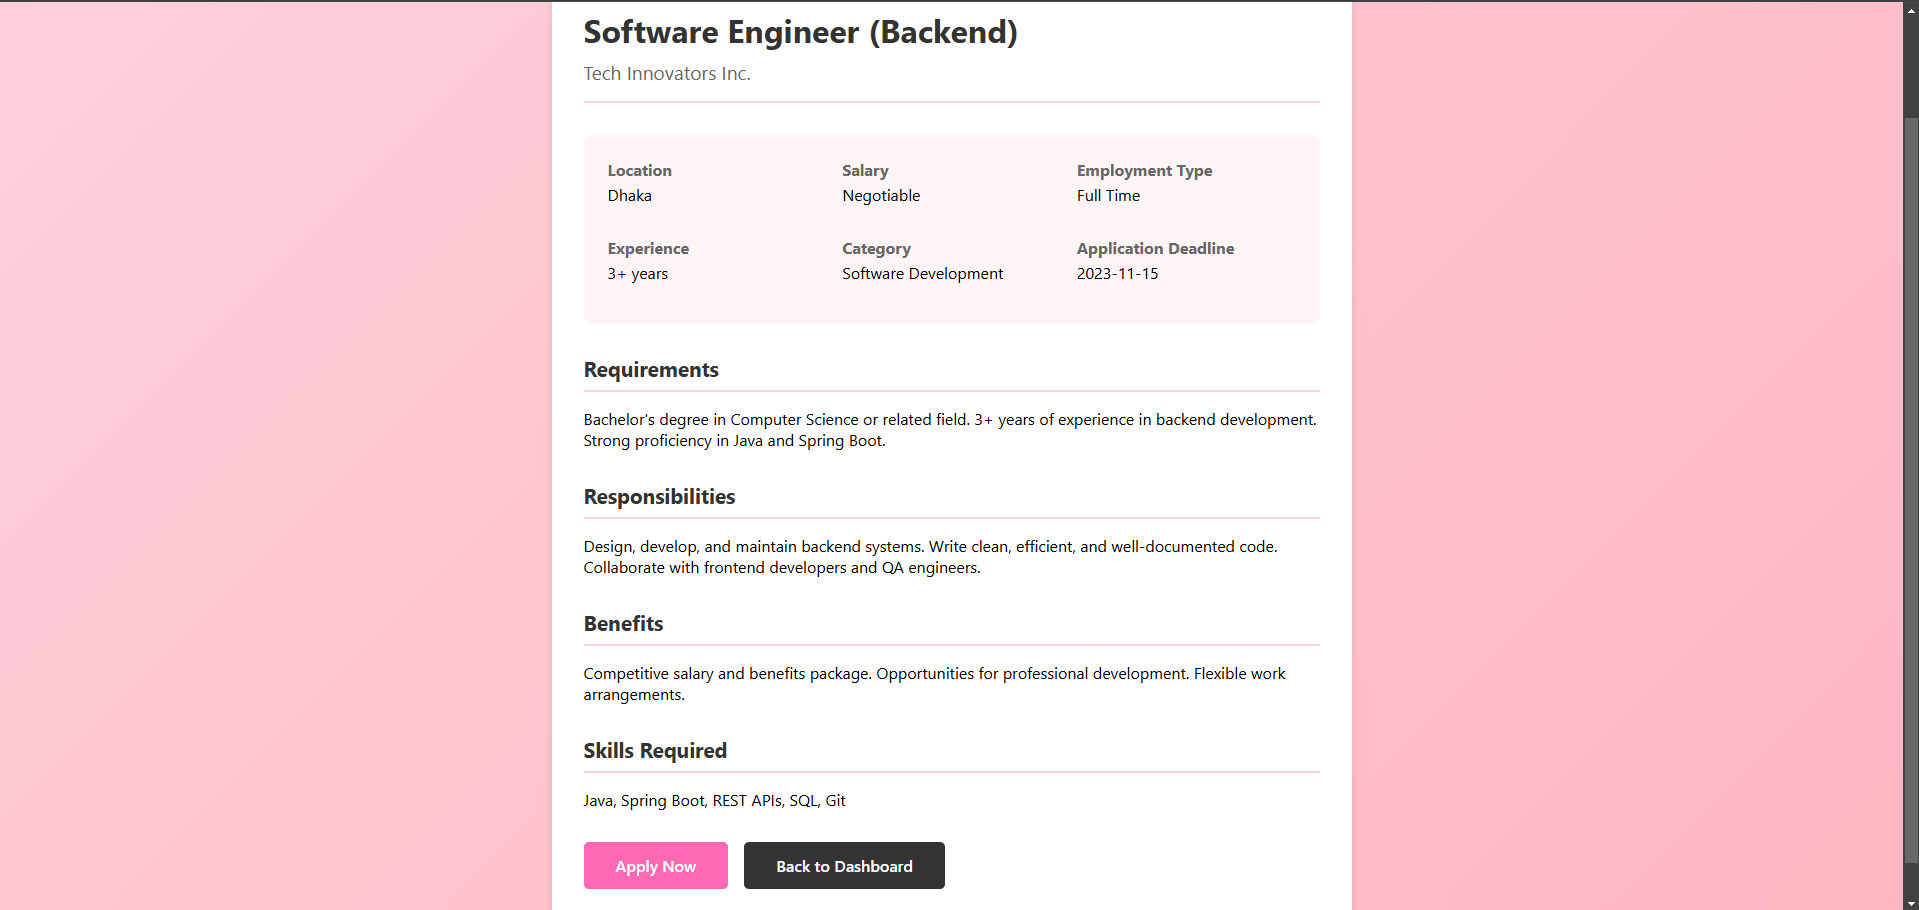 Software Engineer (Backend)
Tech Innovators Inc.
Location
Dhaka
Salary
Negotiable
Employment Type
Full Time
Experience
3+ years
Category
Software Development
Application Deadline
2023-11-15
Requirements
Bachelor's degree in Computer Science or related field. 3+ years of experience in backend development.
Strong proficiency in Java and Spring Boot.
Responsibilities
Design, develop, and maintain backend systems. Write clean, efficient, and well-documented code.
Collaborate with frontend developers and QA engineers.
Benefits
Competitive salary and benefits package. Opportunities for professional development. Flexible work
arrangements.
Skills Required
Java, Spring Boot, REST APIs, SQL, Git
Apply Now
Back to Dashboard